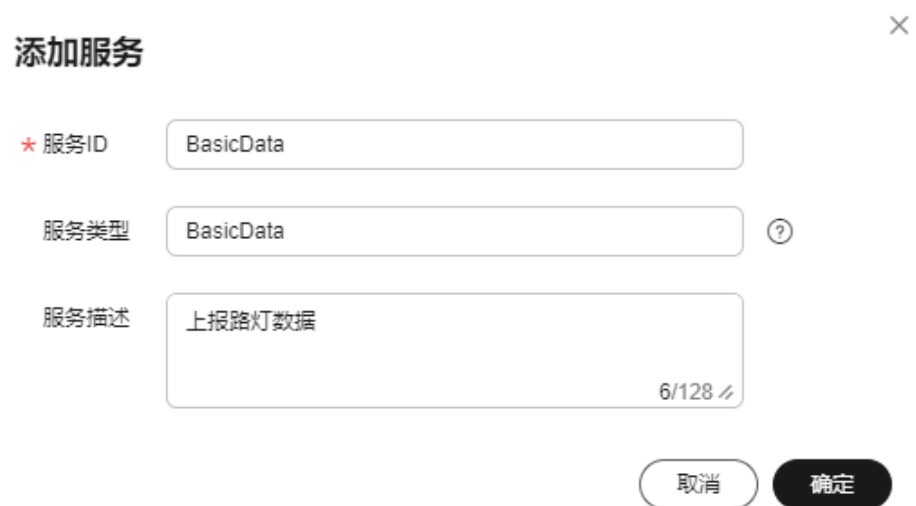 添加服务
* 服务ID BasicData
服务类型 BasicData ?
服务描述 上报路灯数据
6/128
取消 确定